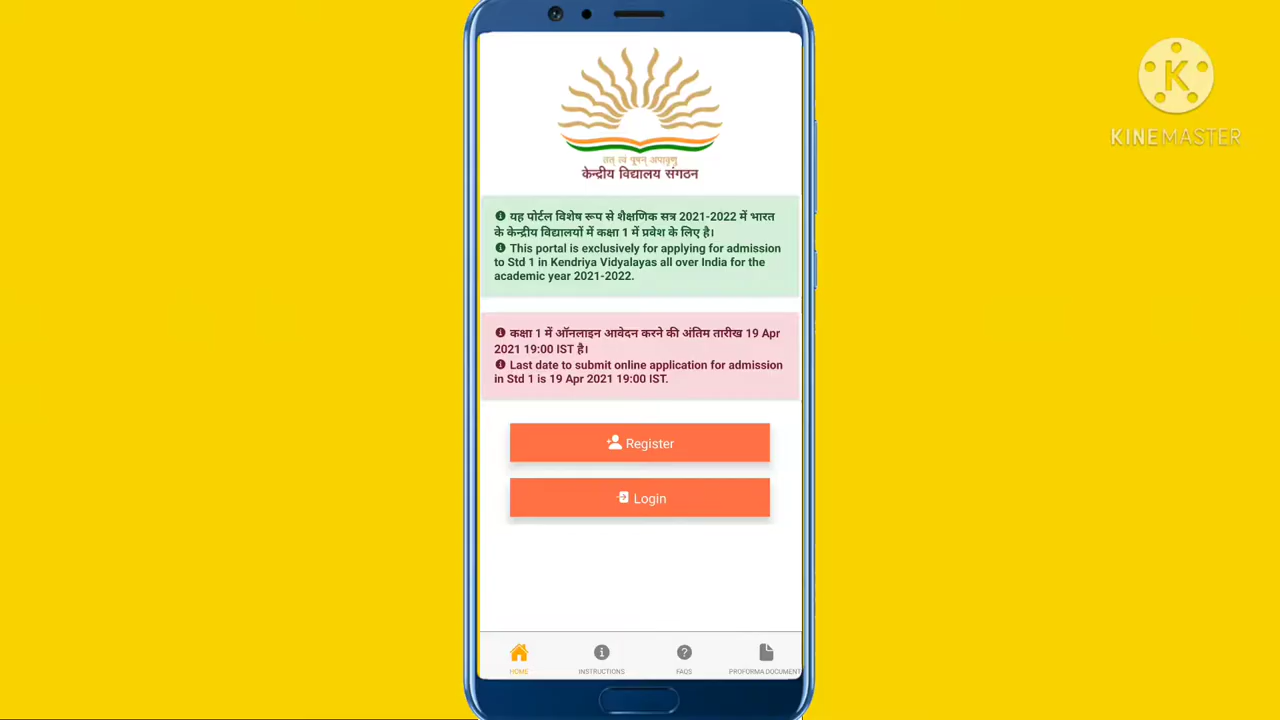 K
KINEMASTER
तत् त्वं पूषन् अपावृणु
केन्द्रीय विद्यालय संगठन
यह पोर्टल विशेष रूप से शैक्षणिक सत्र 2021-2022 में भारत
के केन्द्रीय विद्यालयों में कक्षा 1 में प्रवेश के लिए है।
This portal is exclusively for applying for admission
to Std 1 in Kendriya Vidyalayas all over India for the
academic year 2021-2022.
कक्षा 1 में ऑनलाइन आवेदन करने की अंतिम तारीख 19 Apr
2021 19:00 IST है।
Last date to submit online application for admission
in Std 1 is 19 Apr 2021 19:00 IST.
Register
Login
HOME INSTRUCTIONS FAQS PROFORMA DOCUMENT